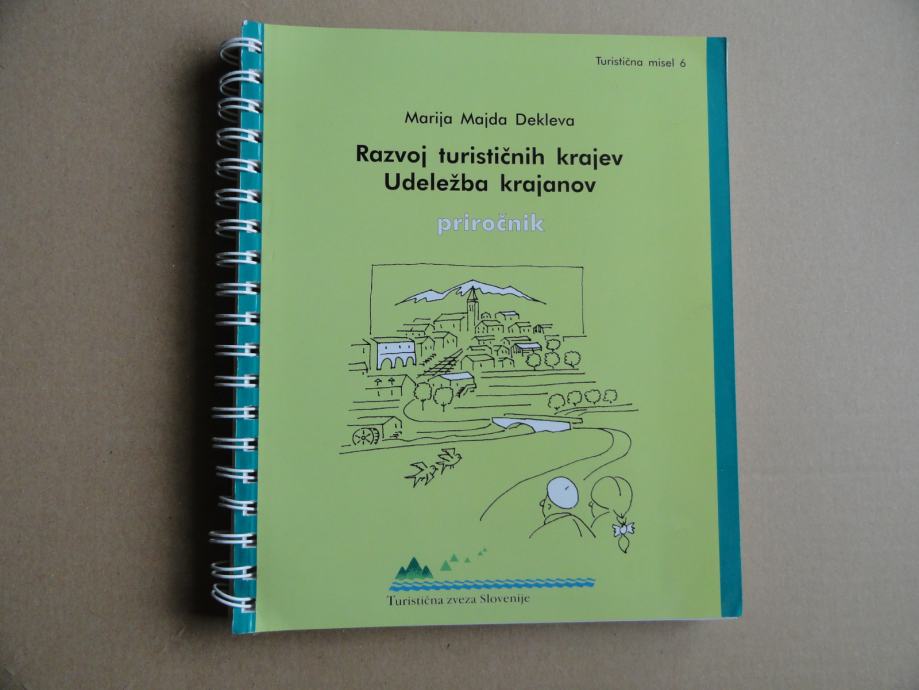 Turistična misel 6
Marija Majda Dekleva
Razvoj turističnih krajev
Udeležba krajanov
priročnik
Turistična zveza Slovenije